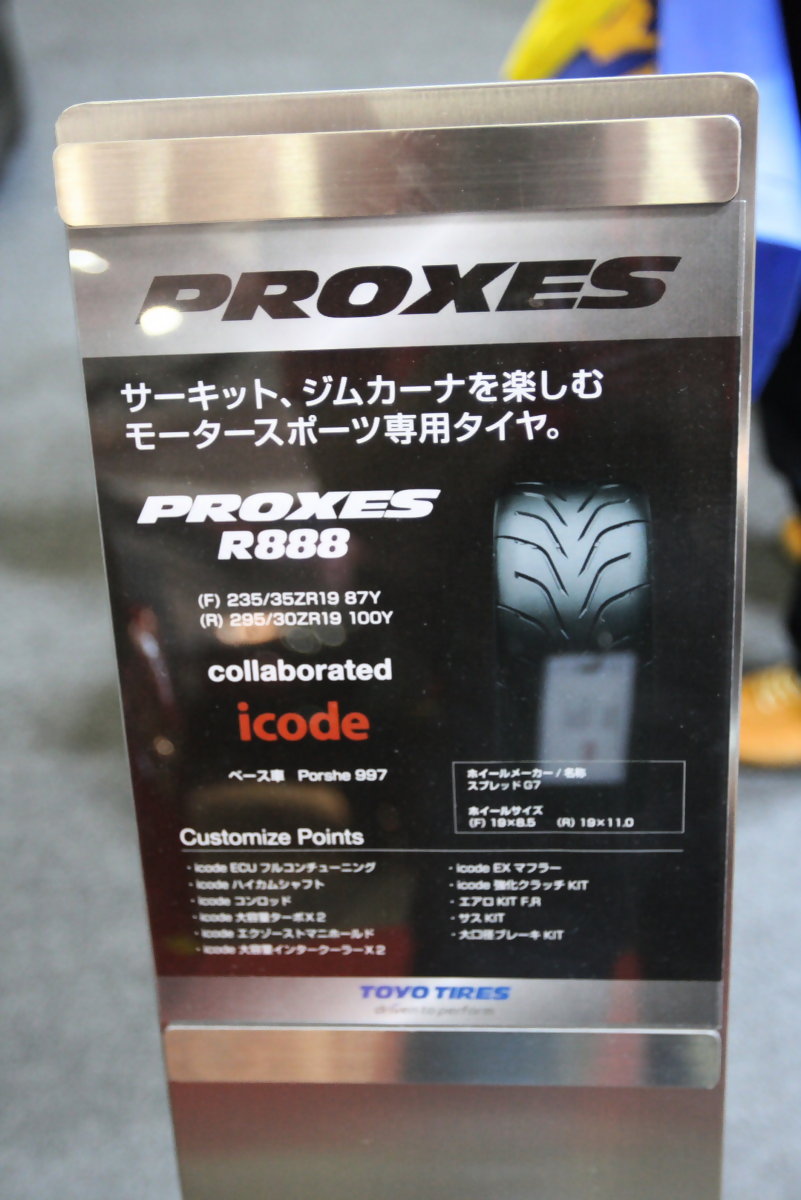 PROXES
サーキット、ジムカーナを楽しむ
モータースポーツ専用タイヤ。
PROXES
R888
(F) 235/35ZR19 87Y
(R) 295/30ZR19 100Y
collaborated
icode
ベース車 Porshe 997
ホイールメーカー / 名称
スプレッド G7
ホイールサイズ
(F) 19×8.5 (R) 19×11.0
Customize Points
・icode ECU フルコンチューニング
・icode ハイカムシャフト
・icode コンロッド
・icode 大容量ターボX2
・icode エクゾーストマニホールド
・icode 大容量インタークーラーX2
・icode EX マフラー
・icode 強化クラッチ KIT
・エアロ KIT F,R
・サス KIT
・大口径ブレーキ KIT
TOYO TIRES
driven to perform